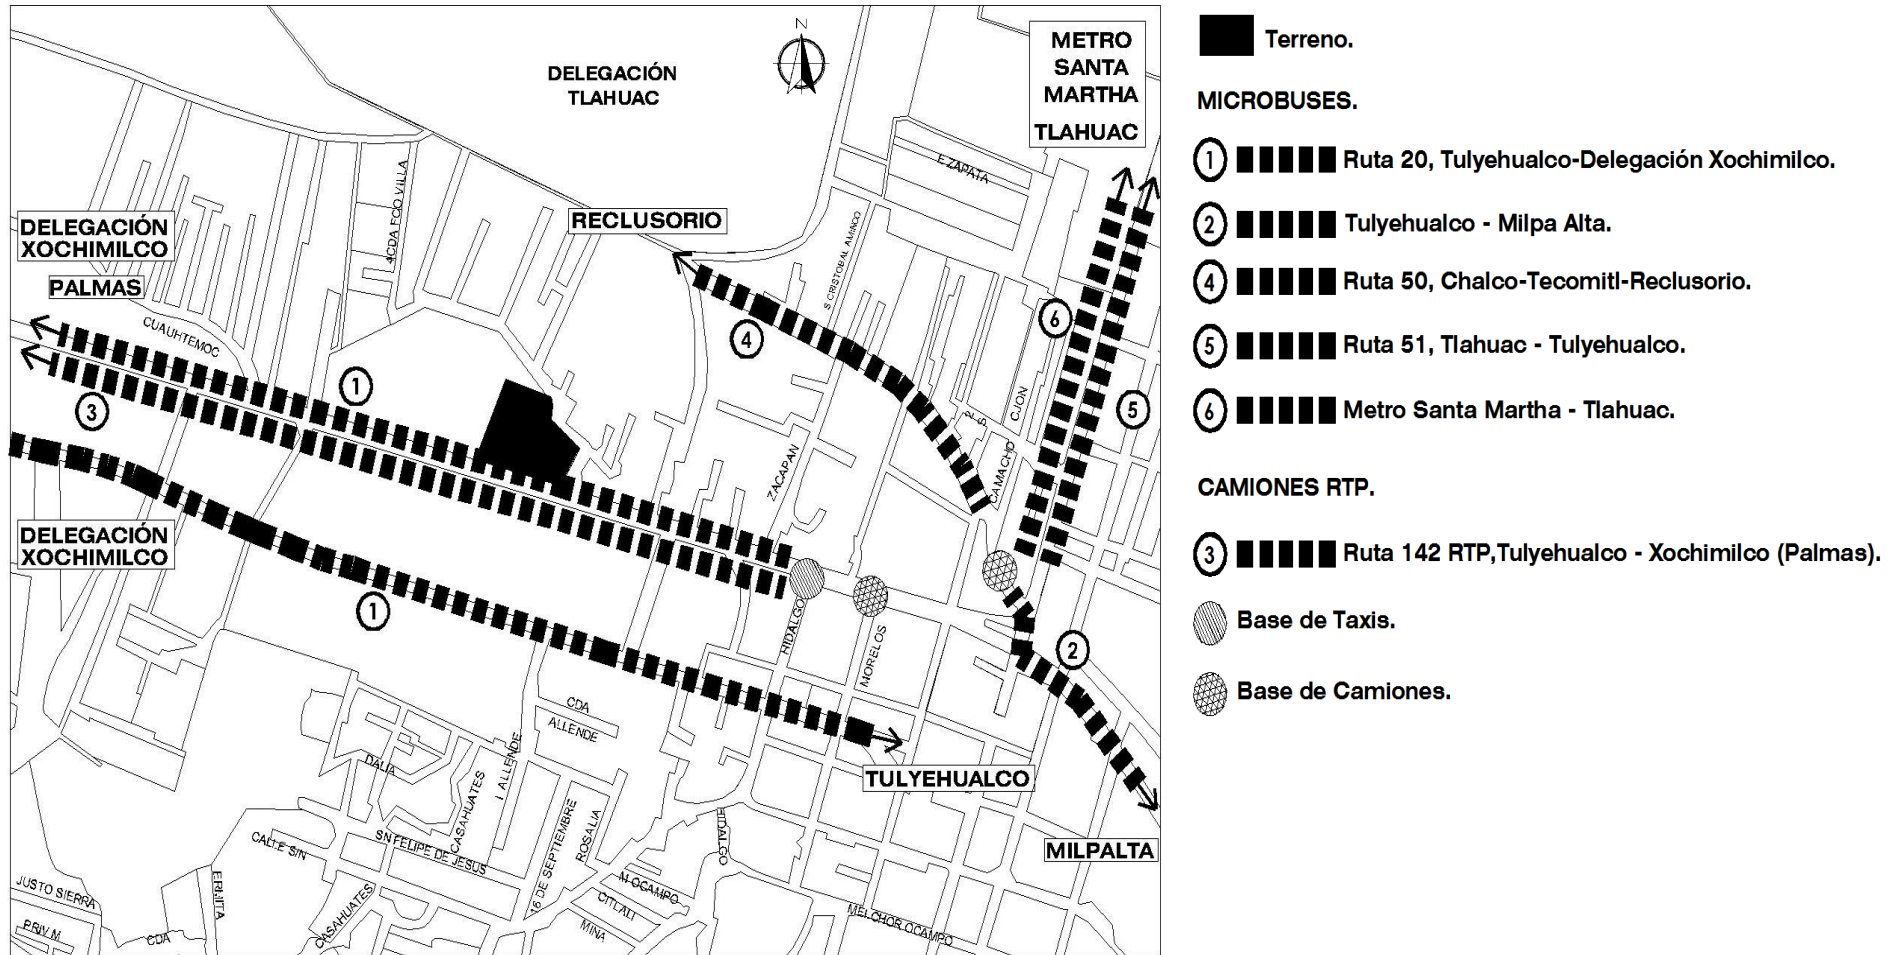 N
DELEGACIÓN
TLAHUAC
METRO
SANTA
MARTHA
TLAHUAC
E ZAPATA
4CDA FCO VILLA
RECLUSORIO
S CRISTOBAL AMINCO
DELEGACIÓN
XOCHIMILCO
PALMAS
CUAUHTEMOC
1
3
4
6
5
CJON
CAMACHO
ZACAPAN
DELEGACIÓN
XOCHIMILCO
1
HIDALGO
MORELOS
2
CDA
ALLENDE
I ALLENDE
DALIA
CASAHUATES
TULYEHUALCO
16 DE SEPTIEMBRE
ROSALIA
HIDALGO
MILPALTA
CALLE S/N
SN FELIPE DE JESUS
JUSTO SIERRA
PRIV M
ERMITA
CDA
CASAHUATES
M OCAMPO
CITLALI
MINA
MELCHOR OCAMPO
Terreno.
MICROBUSES.
1 Ruta 20, Tulyehualco-Delegación Xochimilco.
2 Tulyehualco - Milpa Alta.
4 Ruta 50, Chalco-Tecomitl-Reclusorio.
5 Ruta 51, Tlahuac - Tulyehualco.
6 Metro Santa Martha - Tlahuac.
CAMIONES RTP.
3 Ruta 142 RTP,Tulyehualco - Xochimilco (Palmas).
Base de Taxis.
Base de Camiones.